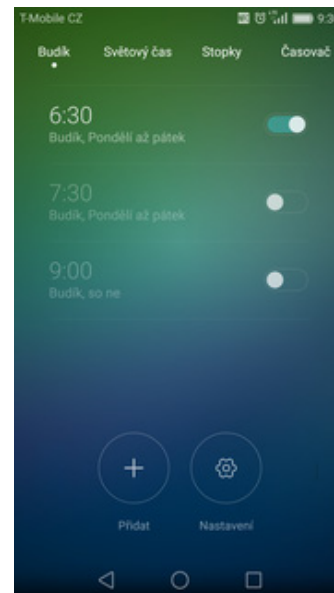 T-Mobile CZ
Budík Světový čas Stopky Časovač
6:30
Budík, Pondělí až pátek
7:30
Budík, Pondělí až pátek
9:00
Budík, so ne
Přidat Nastavení